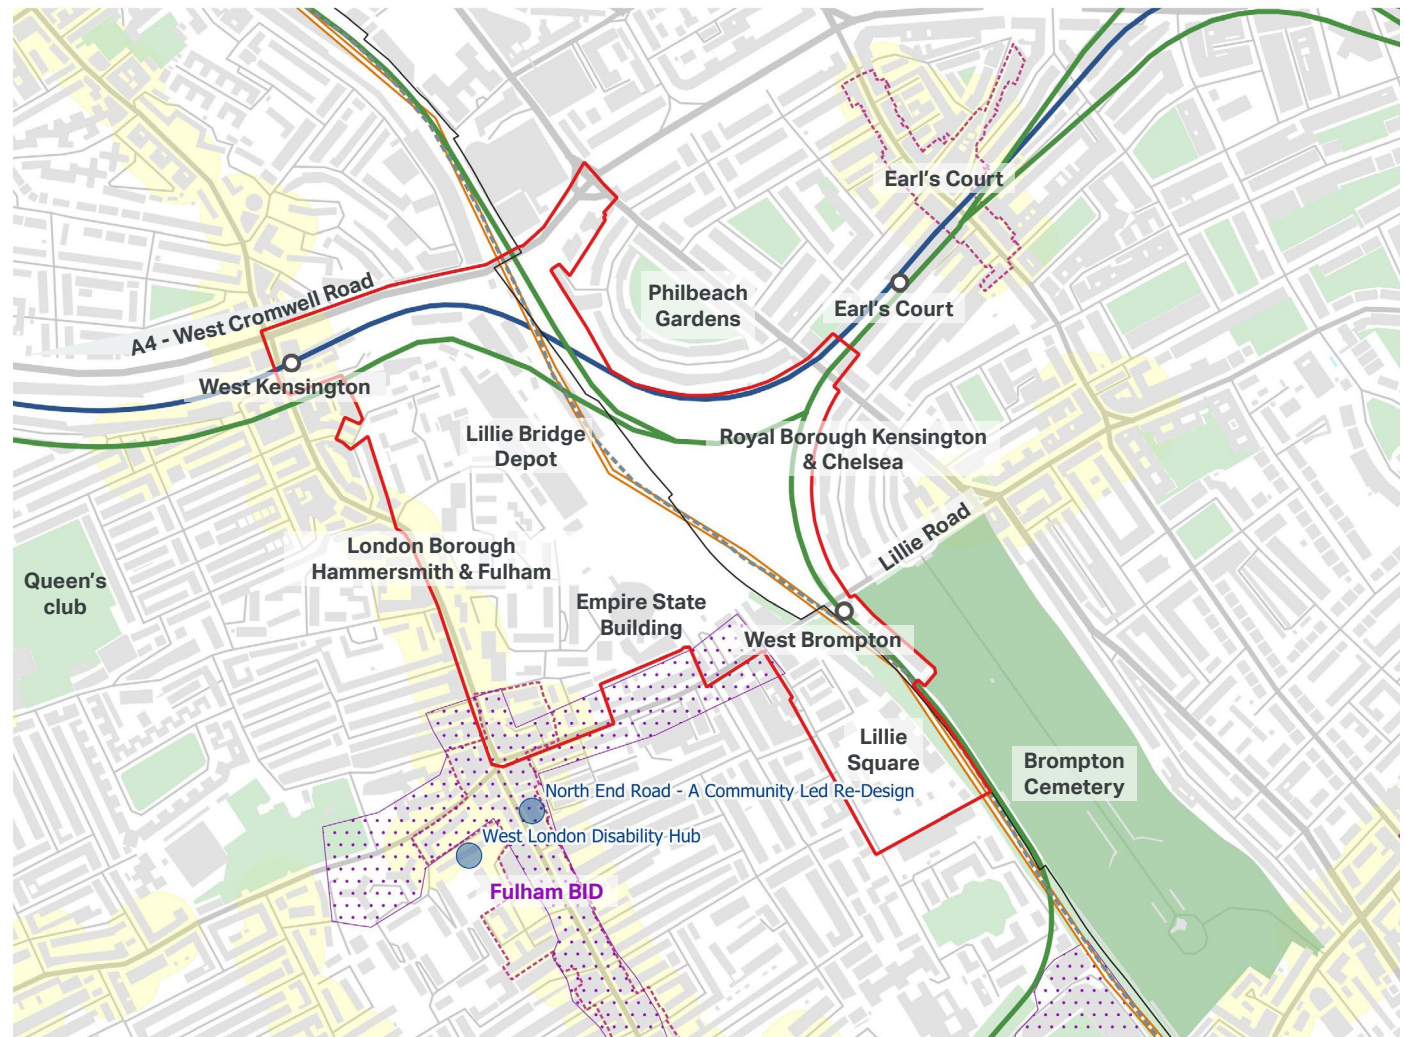 Earl's Court
Philbeach
Gardens
A4 - West Cromwell Road
Earl's Court
West Kensington
Lillie Bridge
Depot
Royal Borough Kensington
& Chelsea
Lillie Road
London Borough
Hammersmith & Fulham
Queen's
club
Empire State
Building
West Brompton
Lillie
Square
Brompton
Cemetery
North End Road - A Community Led Re-Design
West London Disability Hub
Fulham BID